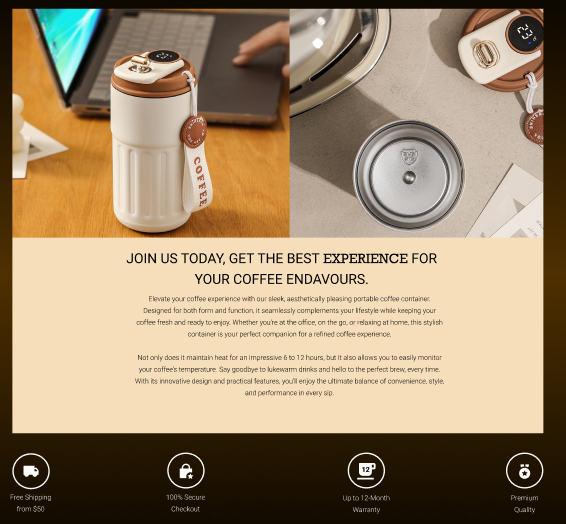 COFFEE
JOIN US TODAY, GET THE BEST EXPERIENCE FOR
YOUR COFFEE ENDAVOURS.
Elevate your coffee experience with our sleek, aesthetically pleasing portable coffee container.
Designed for both form and function, it seamlessly complements your lifestyle while keeping your
coffee fresh and ready to enjoy. Whether you're at the office, on the go, or relaxing at home, this stylish
container is your perfect companion for a refined coffee experience.
Not only does it maintain heat for an impressive 6 to 12 hours, but it also allows you to easily monitor
your coffee's temperature. Say goodbye to lukewarm drinks and hello to the perfect brew, every time.
With its innovative design and practical features, you'll enjoy the ultimate balance of convenience, style,
and performance in every sip.
12
Free Shipping
from $50
100% Secure
Checkout
Up to 12-Month
Warranty
Premium
Quality